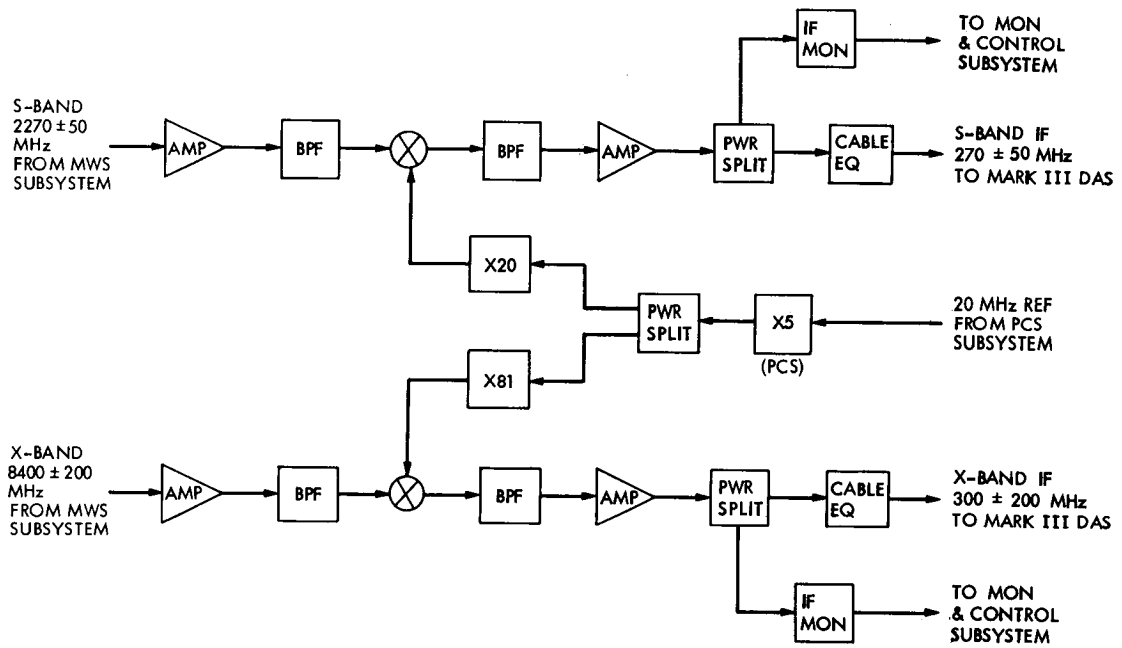 IF
MON
TO MON
& CONTROL
SUBSYSTEM
S-BAND
2270 ± 50
MHz
FROM MWS
SUBSYSTEM
AMP
BPF
BPF
AMP
PWR
SPLIT
CABLE
EQ
S-BAND IF
270 ± 50 MHz
TO MARK III DAS
X20
PWR
SPLIT
X5
(PCS)
20 MHz REF
FROM PCS
SUBSYSTEM
X81
X-BAND
8400 ± 200
MHz
FROM MWS
SUBSYSTEM
AMP
BPF
BPF
AMP
PWR
SPLIT
CABLE
EQ
X-BAND IF
300 ± 200 MHz
TO MARK III DAS
IF
MON
TO MON
& CONTROL
SUBSYSTEM